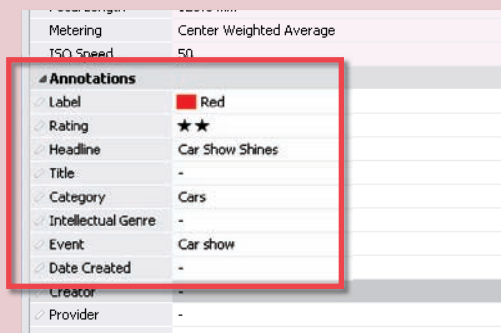 Metering Center Weighted Average
ISO Speed 50
Annotations
Label Red
Rating ★★
Headline Car Show Shines
Title -
Category Cars
Intellectual Genre -
Event Car show
Date Created -
Creator -
Provider -